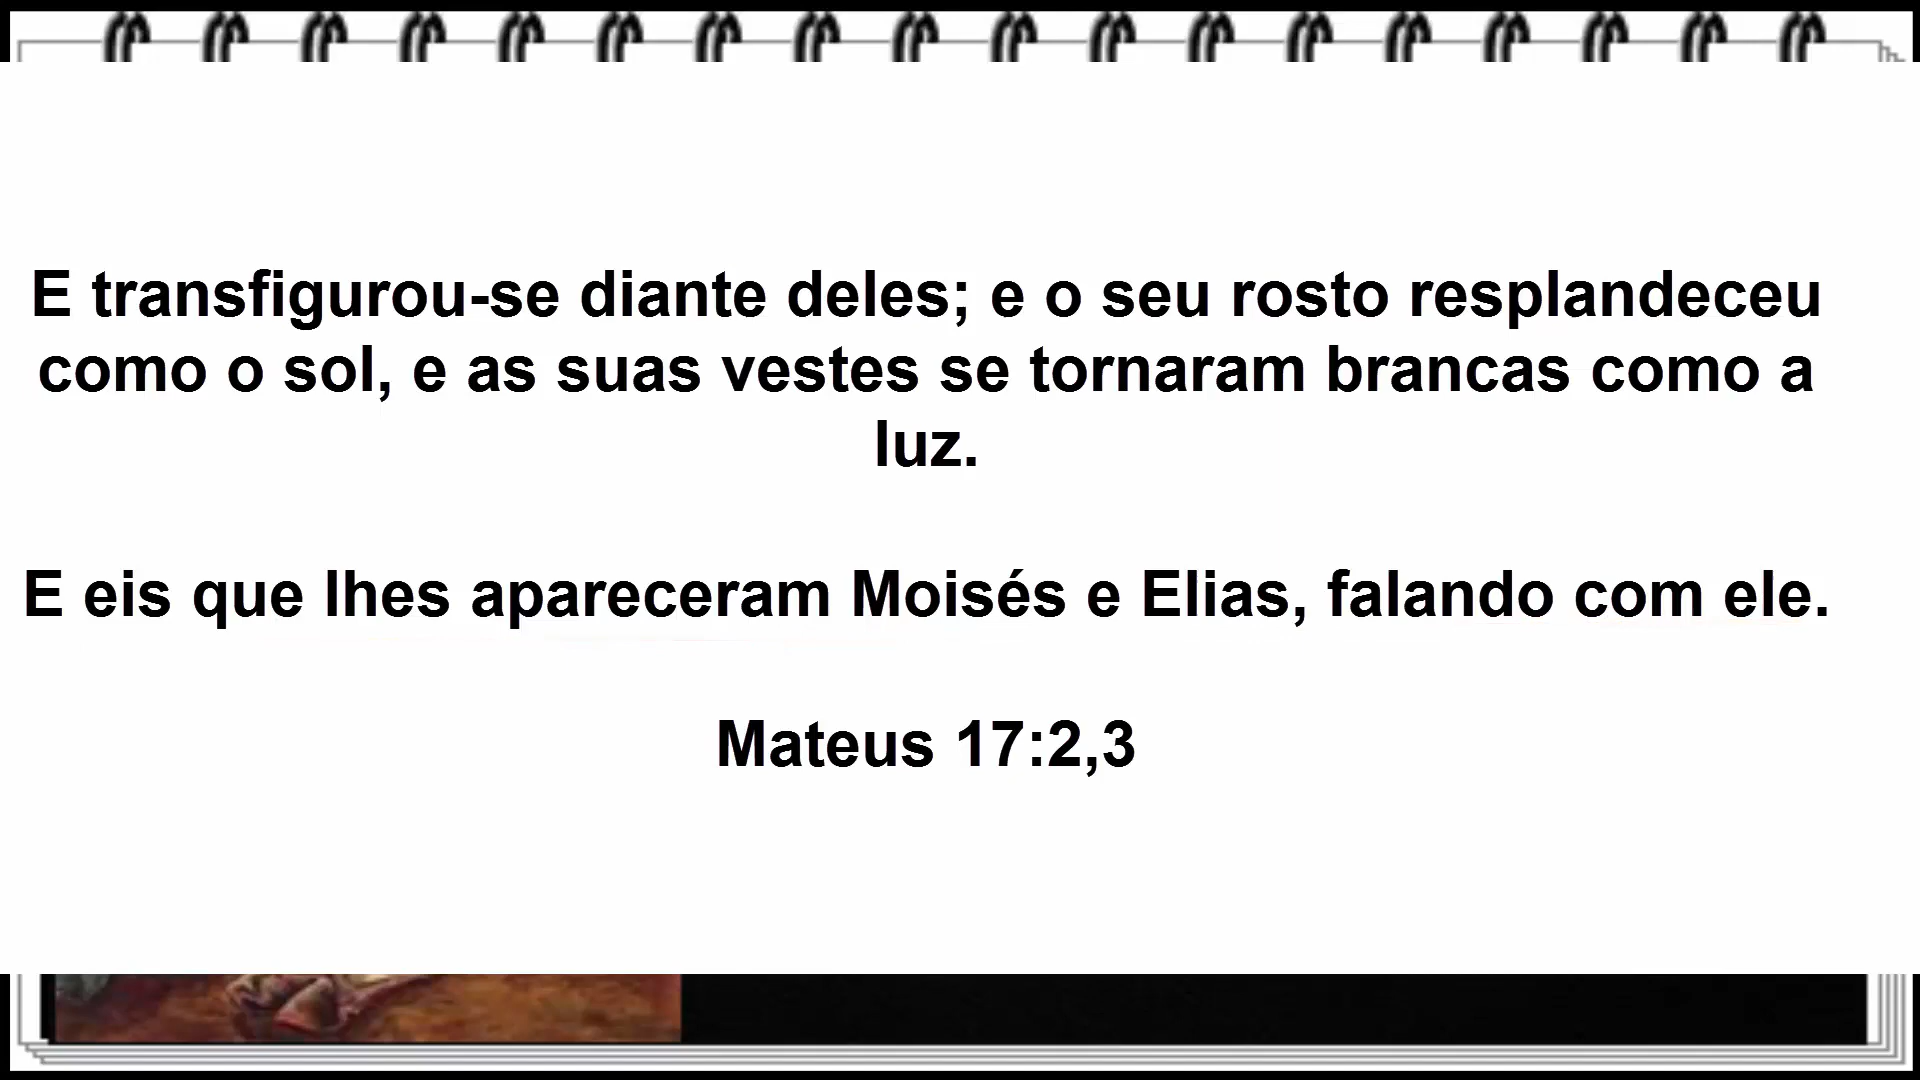 E transfigurou-se diante deles; e o seu rosto resplandeceu
como o sol, e as suas vestes se tornaram brancas como a
luz.
E eis que lhes apareceram Moisés e Elias, falando com ele.
Mateus 17:2,3